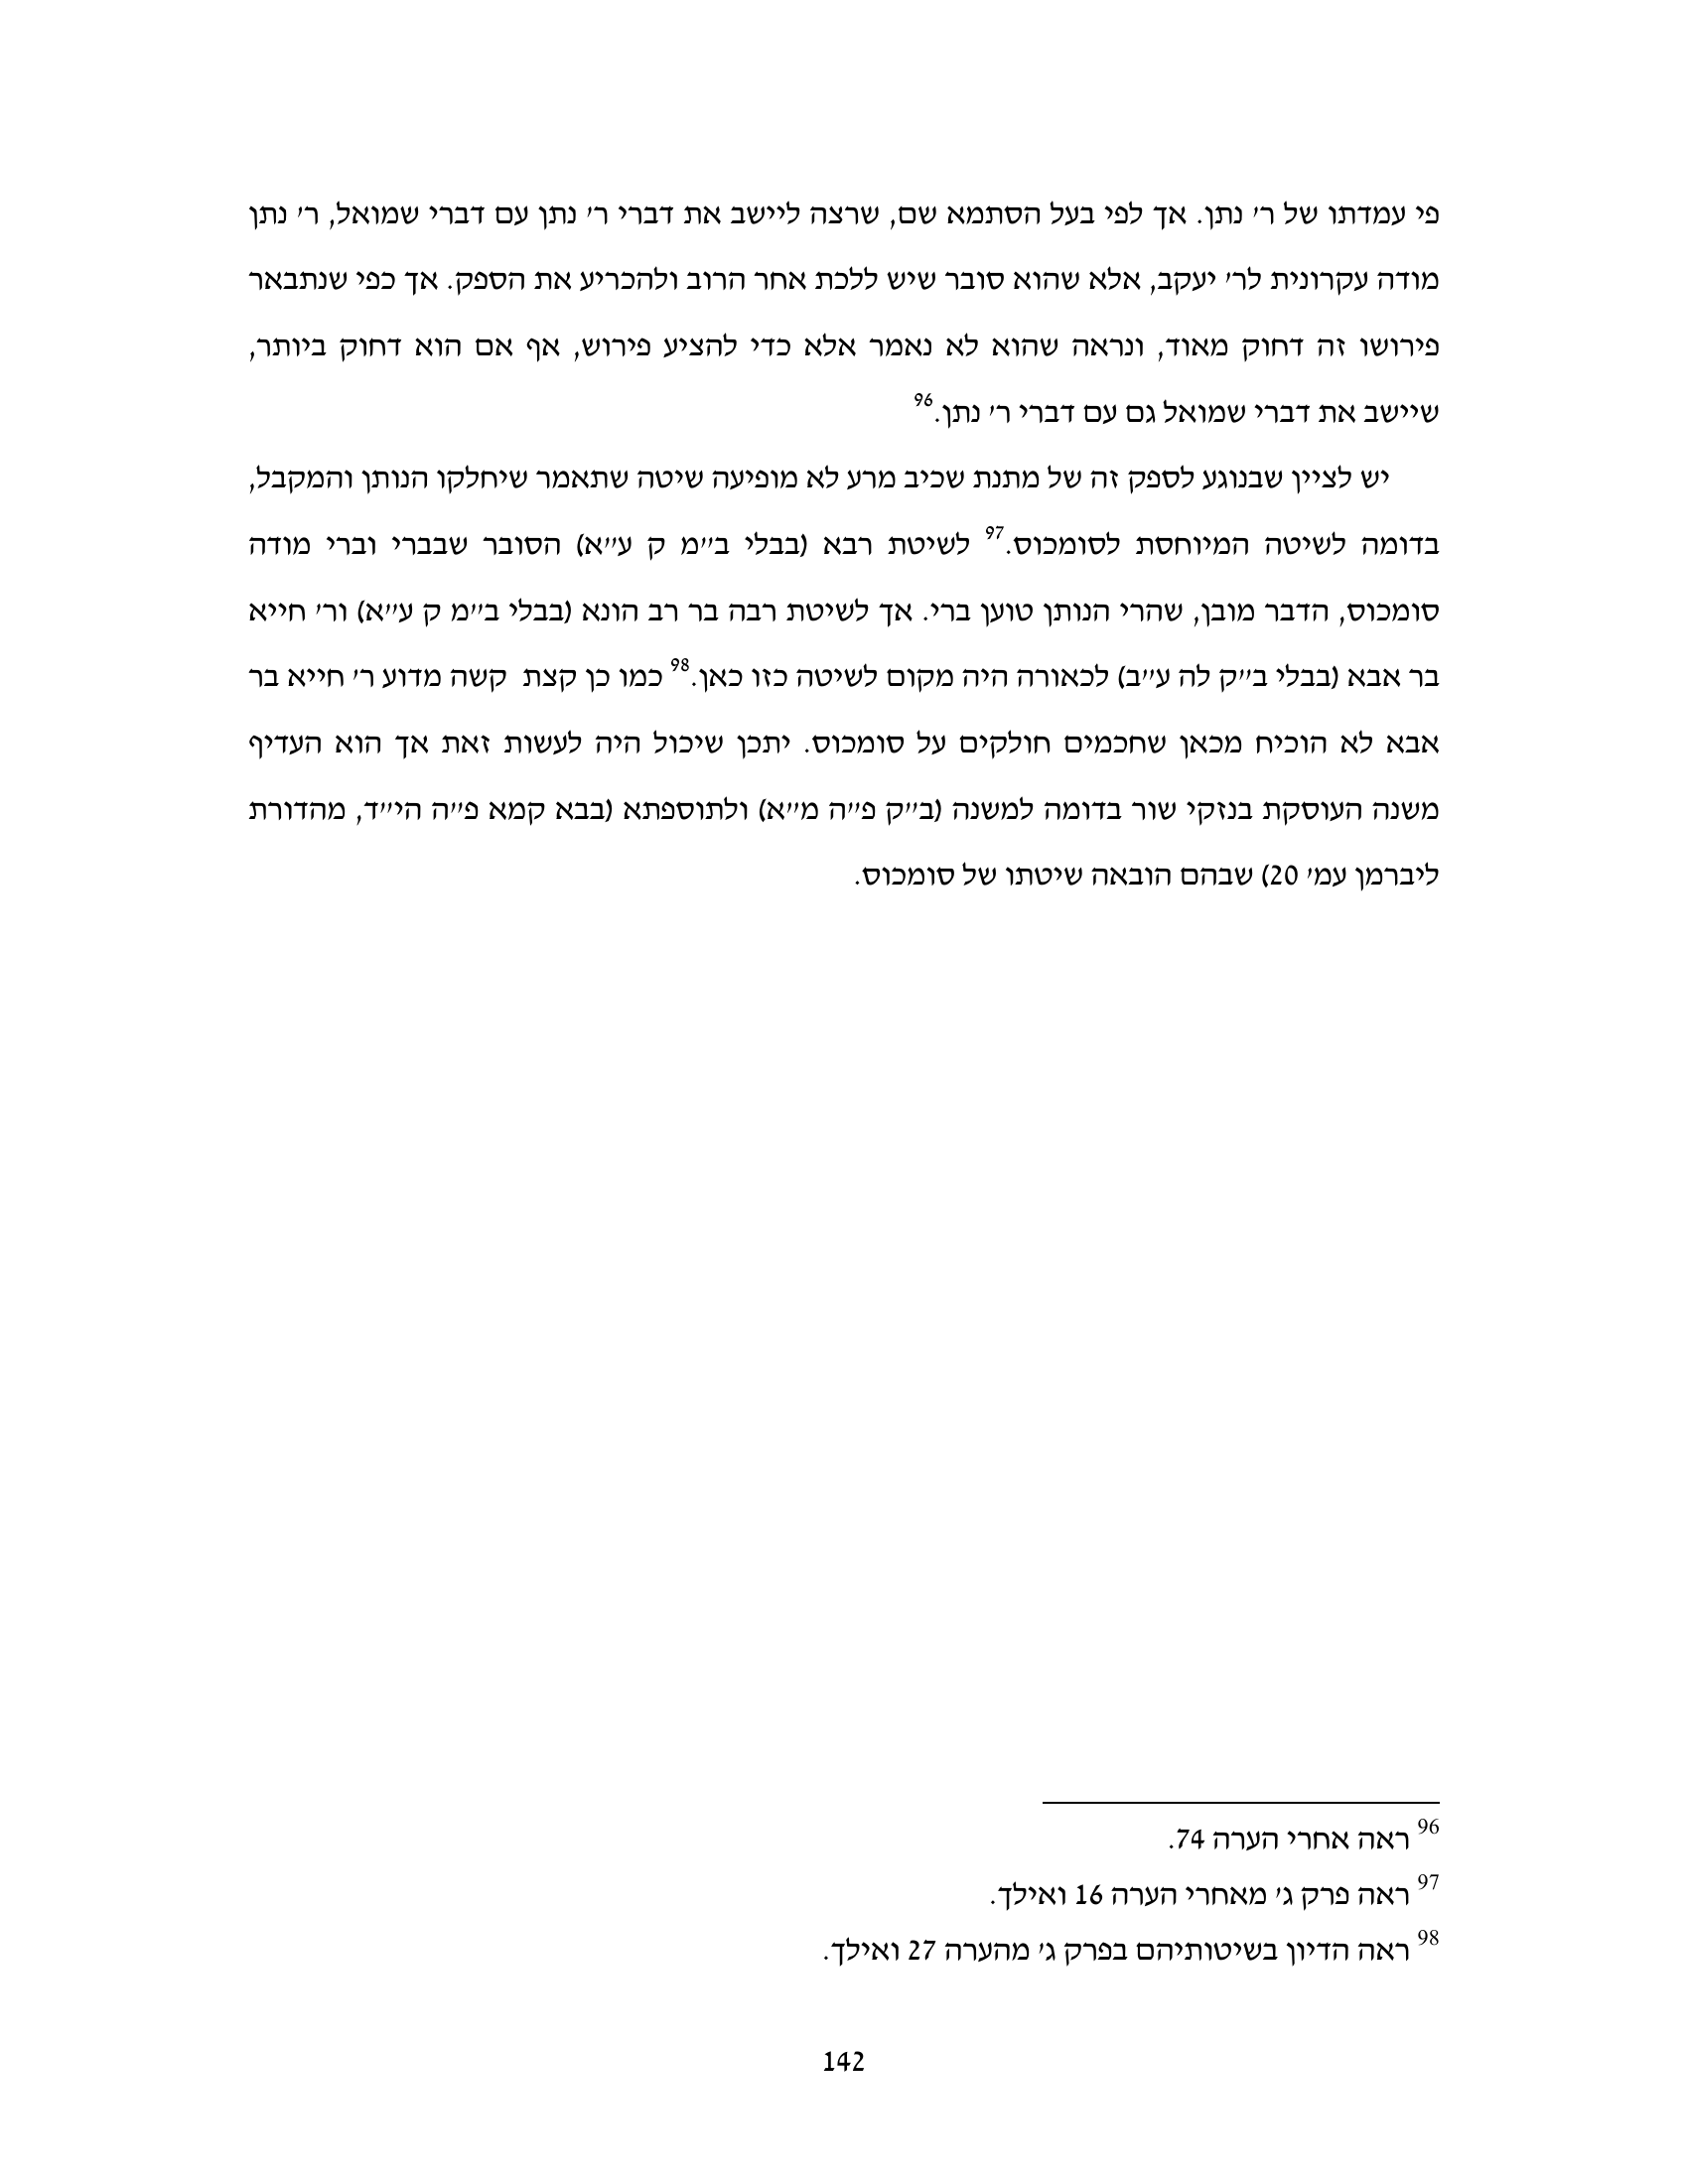 פי עמדתו של ר' נתן. אך לפי בעל הסתמא שם, שרצה ליישב את דברי ר' נתן עם דברי שמואל, ר' נתן
מודה עקרונית לר' יעקב, אלא שהוא סובר שיש ללכת אחר הרוב ולהכריע את הספק. אך כפי שנתבאר
פירושו זה דחוק מאוד, ונראה שהוא לא נאמר אלא כדי להציע פירוש, אף אם הוא דחוק ביותר,
שיישב את דברי שמואל גם עם דברי ר' נתן.96
יש לציין שבנוגע לספק זה של מתנת שכיב מרע לא מופיעה שיטה שתאמר שיחלקו הנותן והמקבל,
בדומה לשיטה המיוחסת לסומכוס.97 לשיטת רבא (בבלי ב"מ ק ע"א) הסובר שבברי וברי מודה
סומכוס, הדבר מובן, שהרי הנותן טוען ברי. אך לשיטת רבה בר רב הונא (בבלי ב"מ ק ע"א) ור' חייא
בר אבא (בבלי ב"ק לה ע"ב) לכאורה היה מקום לשיטה כזו כאן.98 כמו כן קצת  קשה מדוע ר' חייא בר
אבא לא הוכיח מכאן שחכמים חולקים על סומכוס. יתכן שיכול היה לעשות זאת אך הוא העדיף
משנה העוסקת בנזקי שור בדומה למשנה (ב"ק פ"ה מ"א) ולתוספתא (בבא קמא פ"ה הי"ד, מהדורת
ליברמן עמ' 20) שבהם הובאה שיטתו של סומכוס.
96 ראה אחרי הערה 74.
97 ראה פרק ג' מאחרי הערה 16 ואילך.
98 ראה הדיון בשיטותיהם בפרק ג' מהערה 27 ואילך.
142